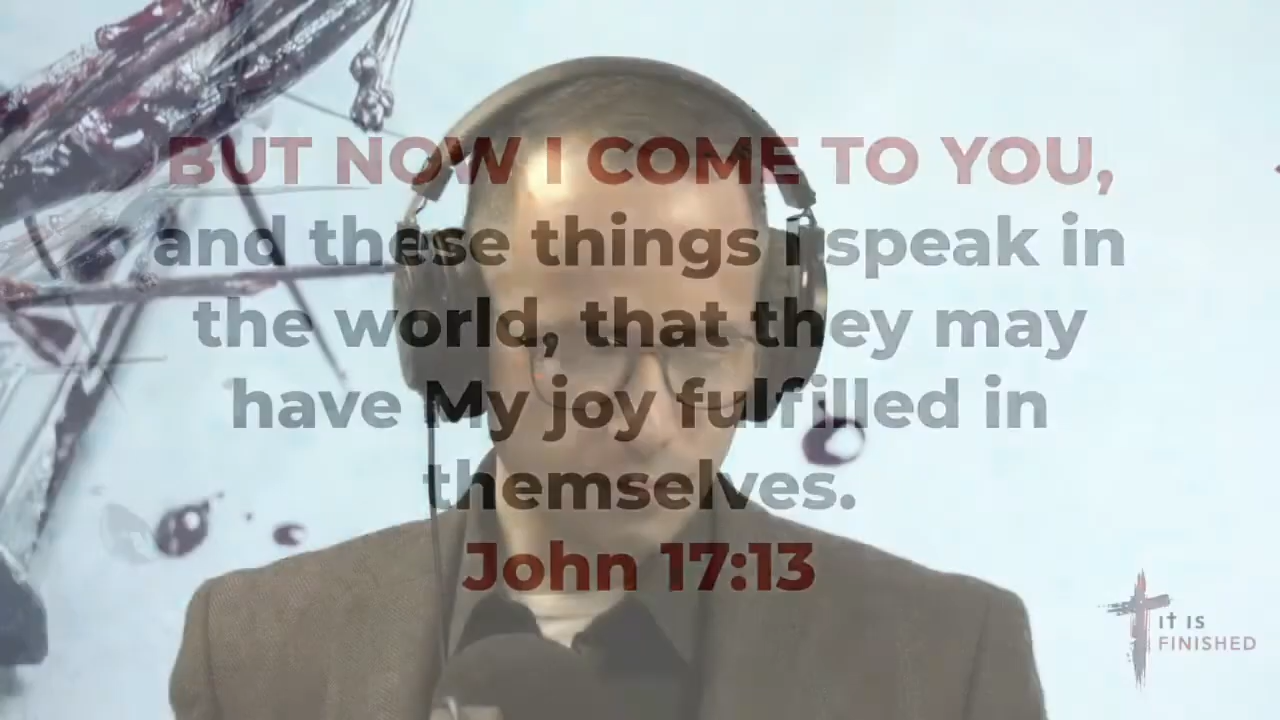 BUT NOW I COME TO YOU,
and these things I speak in
the world, that they may
have My joy fulfilled in
themselves.
John 17:13
IT IS
FINISHED